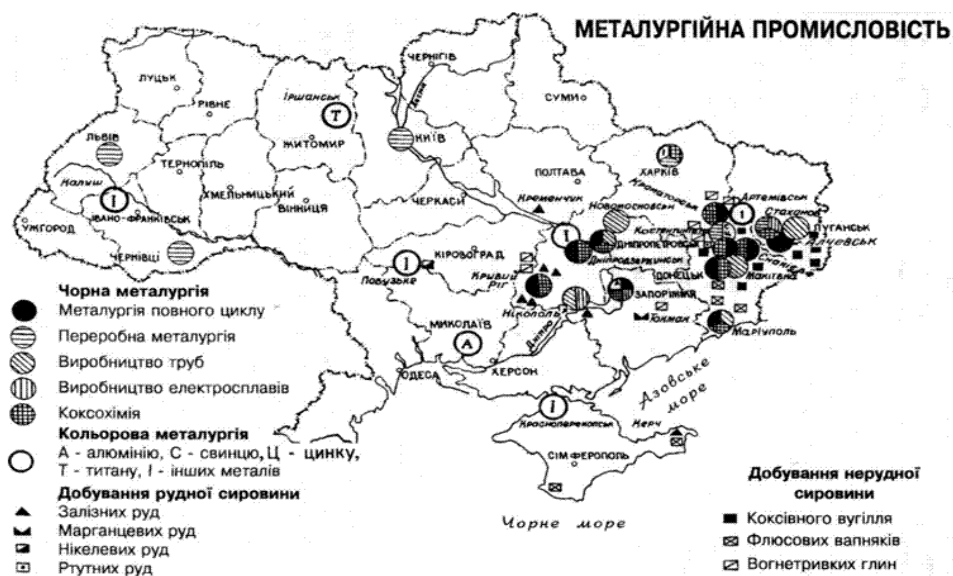 МЕТАЛУРГІЙНА ПРОМИСЛОВІСТЬ
ЧЕРНІГІВ
ЛУЦЬК
РІВНЕ
Іршанськ
Т
СУМИ
ЛЬВІВ
ЖИТОМИР
КИЇВ
ХАРКІВ
ТЕРНОПІЛЬ
ПОЛТАВА
Краматорськ
Артемівськ
Калуш
І
ХМЕЛЬНИЦЬКИЙ
ЧЕРКАСИ
Кременчук
Новомосковськ
Стаханов
ІВАНО-ФРАНКІВСЬК
ВІННИЦЯ
ЛУГАНСЬК
УЖГОРОД
І
ДНІПРОПЕТРОВСЬК
АЛЧЕВСЬК
ЧЕРНІВЦІ
І
КІРОВОГРАД
Дніпродзержинськ
Побузьке
Кривий
Ріг
ДОНЕЦЬК
Макіївка
ЗАПОРІЖЖЯ
Нікополь
Токмак
МИКОЛАЇВ
Маріуполь
А
Дніпро
ОДЕСА
ХЕРСОН
Азовське
море
І
Красноперекопськ
Керч
СІМФЕРОПОЛЬ
Чорне море
Чорна металургія
Металургія повного циклу
Переробна металургія
Виробництво труб
Виробництво електросплавів
Коксохімія
Кольорова металургія
А - алюмінію, С - свинцю, Ц - цинку,
Т - титану, І - інших металів
Добування рудної сировини
Залізних руд
Марганцевих руд
Нікелевих руд
Ртутних руд
Добування нерудної
сировини
Коксівного вугілля
Флюсових вапняків
Вогнетривких глин